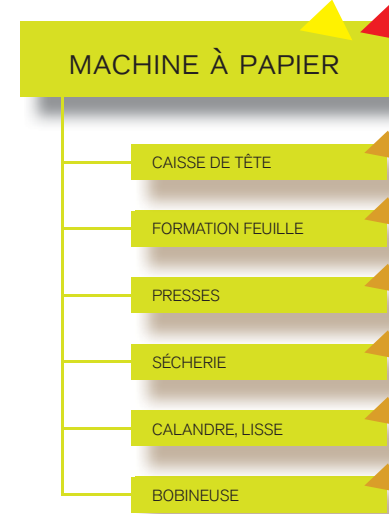 MACHINE À PAPIER
CAISSE DE TÊTE
FORMATION FEUILLE
PRESSES
SÉCHERIE
CALANDRE, LISSE
BOBINEUSE